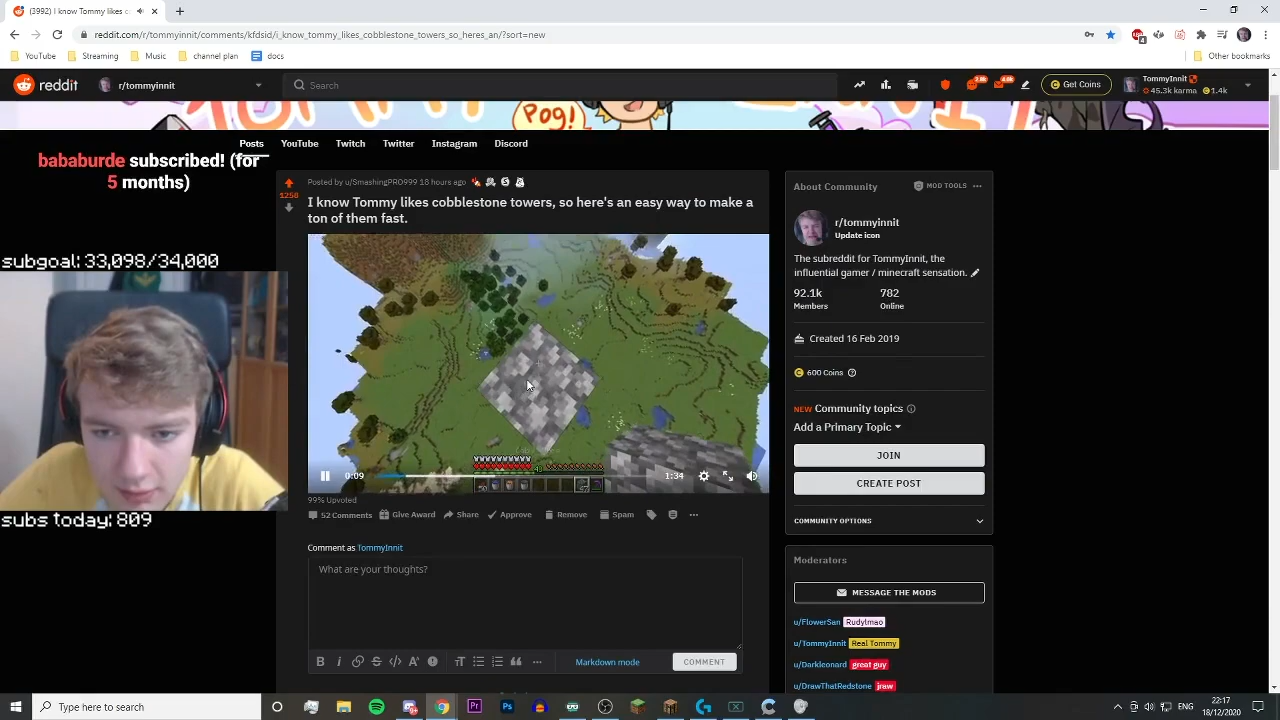 (3992) I know Tommy likes c
reddit.com/r/tommyinnit/comments/kfdsid/i_know_tommy_likes_cobblestone_towers_so_heres_an/?sort=new
YouTube
Streaming
Music
channel plan
docs
Other bookmarks
reddit
r/tommyinnit
Search
Get Coins
TommyInnit
45.3k karma
1.4k
Pog!
Posts
YouTube
Twitch
Twitter
Instagram
Discord
bababurde subscribed! (for
5 months)
subgoal: 33,098/34,000
subs today: 809
1258
Posted by u/SmashingPRO999 18 hours ago
I know Tommy likes cobblestone towers, so here's an easy way to make a
ton of them fast.
43
0:09
1:34
99% Upvoted
52 Comments
Give Award
Share
Approve
Remove
Spam
Comment as TommyInnit
What are your thoughts?
Markdown mode
COMMENT
About Community
MOD TOOLS
r/tommyinnit
Update icon
The subreddit for TommyInnit, the
influential gamer / minecraft sensation.
92.1k
782
Members
Online
Created 16 Feb 2019
600 Coins
NEW Community topics
Add a Primary Topic
JOIN
CREATE POST
COMMUNITY OPTIONS
Moderators
MESSAGE THE MODS
u/FlowerSan Rudylmao
u/TommyInnit Real Tommy
u/Darkleonard great guy
u/DrawThatRedstone jraw
Type here to search
22:17
18/12/2020